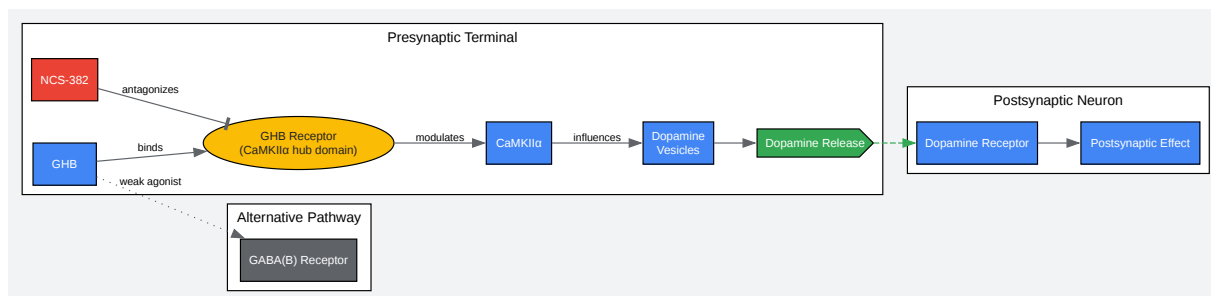 Presynaptic Terminal
NCS-382
antagonizes
GHB Receptor
(CaMKIIα hub domain)
GHB
binds
weak agonist
modulates
CaMKIIα
influences
Dopamine
Vesicles
Dopamine Release
Postsynaptic Neuron
Dopamine Receptor
Postsynaptic Effect
Alternative Pathway
GABA(B) Receptor